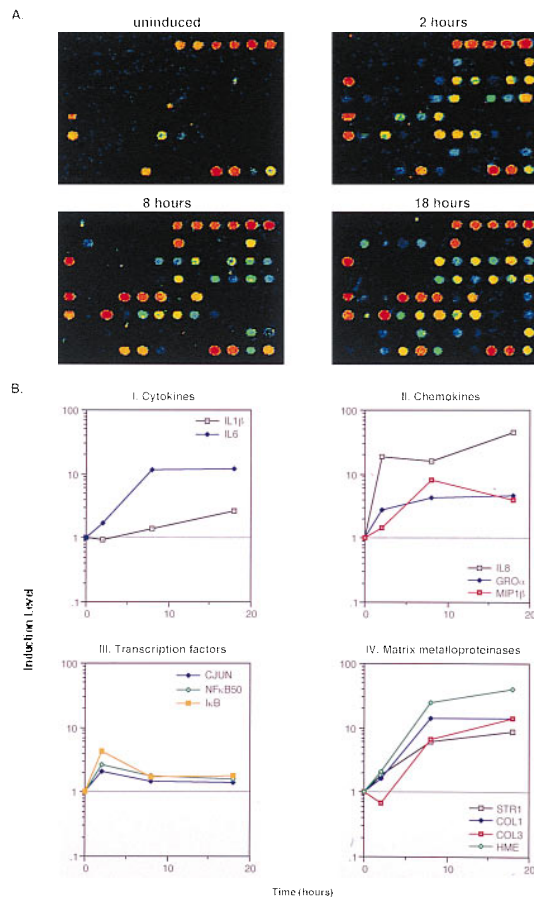 A.
uninduced
2 hours
8 hours
18 hours
B.
I. Cytokines
100
10
1
.1
0
10
20
IL1β
IL6
II. Chemokines
100
10
1
.1
0
10
20
IL8
GROα
MIP1β
Induction Level
III. Transcription factors
100
10
1
.1
0
10
20
CJUN
NFκB50
IκB
IV. Matrix metalloproteinases
100
10
1
.1
0
10
20
STR1
COL1
COL3
HME
Time (hours)